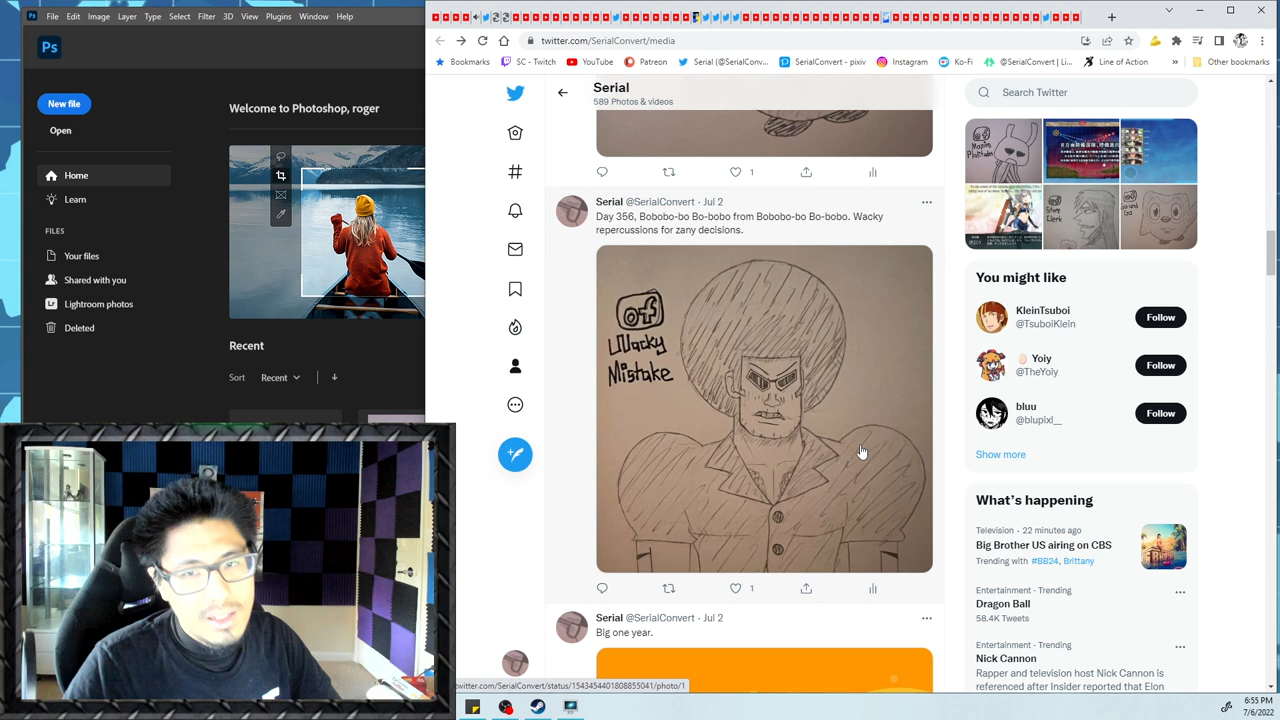 File Edit Image Layer Type Select Filter 3D View Plugins Window Help
Ps
New file
Open
Home
Learn
FILES
Your files
Shared with you
Lr Lightroom photos
Deleted
Welcome to Photoshop, roger
Recent
Sort Recent
twitter.com/SerialConvert/media
Bookmarks SC - Twitch YouTube Patreon Serial (@SerialConv... SerialConvert - pixiv Instagram Ko-Fi @SerialConvert | Li... Line of Action » Other bookmarks
Serial
589 Photos & videos
1
Serial @SerialConvert · Jul 2
Day 356, Bobobo-bo Bo-bobo from Bobobo-bo Bo-bobo. Wacky
repercussions for zany decisions.
of
Wacky
Mistake
1
Serial @SerialConvert · Jul 2
Big one year.
twitter.com/SerialConvert/status/1543454401808855041/photo/1
Search Twitter
You might like
KleinTsuboi
@TsuboiKlein
Follow
Yoiy
@TheYoiy
Follow
bluu
@blupixl__
Follow
Show more
What's happening
Television · 22 minutes ago
Big Brother US airing on CBS
Trending with #BB24, Brittany
Entertainment · Trending
Dragon Ball
58.4K Tweets
Entertainment · Trending
Nick Cannon
Rapper and television host Nick Cannon is
referenced after Insider reported that Elon
6:55 PM
7/6/2022